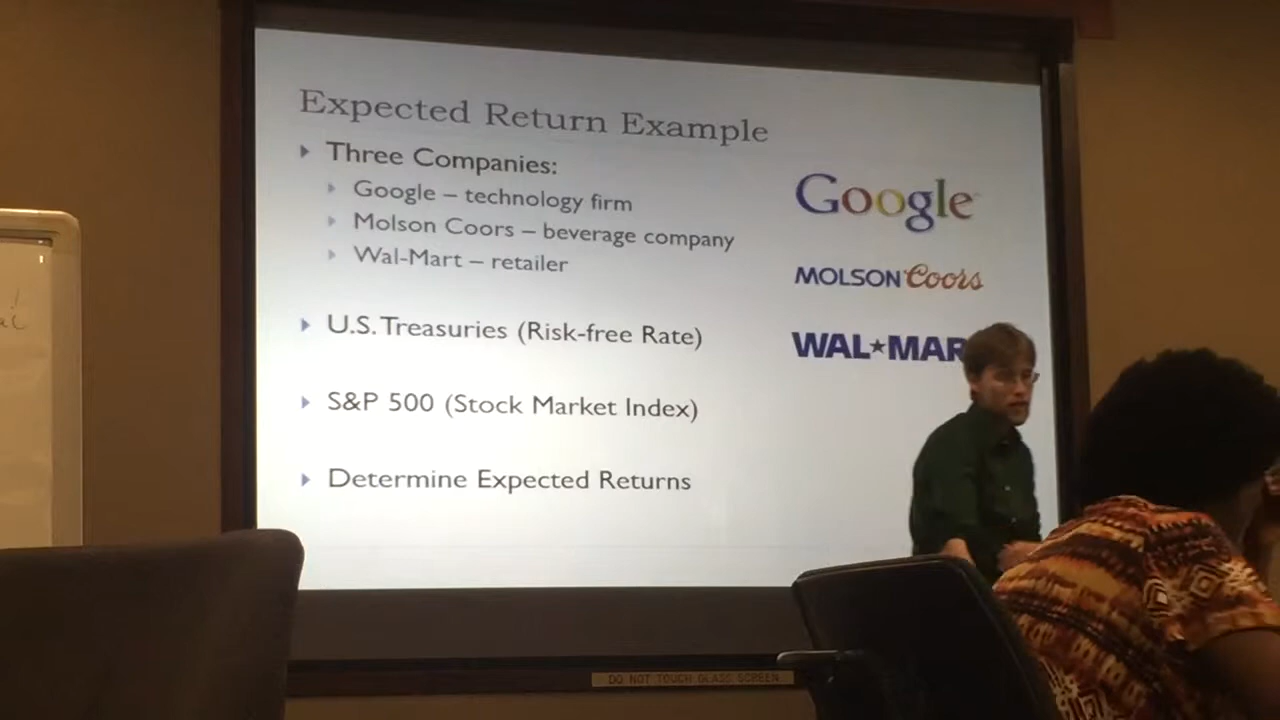 Expected Return Example
Three Companies:
Google – technology firm
Molson Coors – beverage company
Wal-Mart – retailer
U.S. Treasuries (Risk-free Rate)
S&P 500 (Stock Market Index)
Determine Expected Returns
Google
MOLSON Coors
WAL★MAR
DO NOT TOUCH GLASS SCREEN